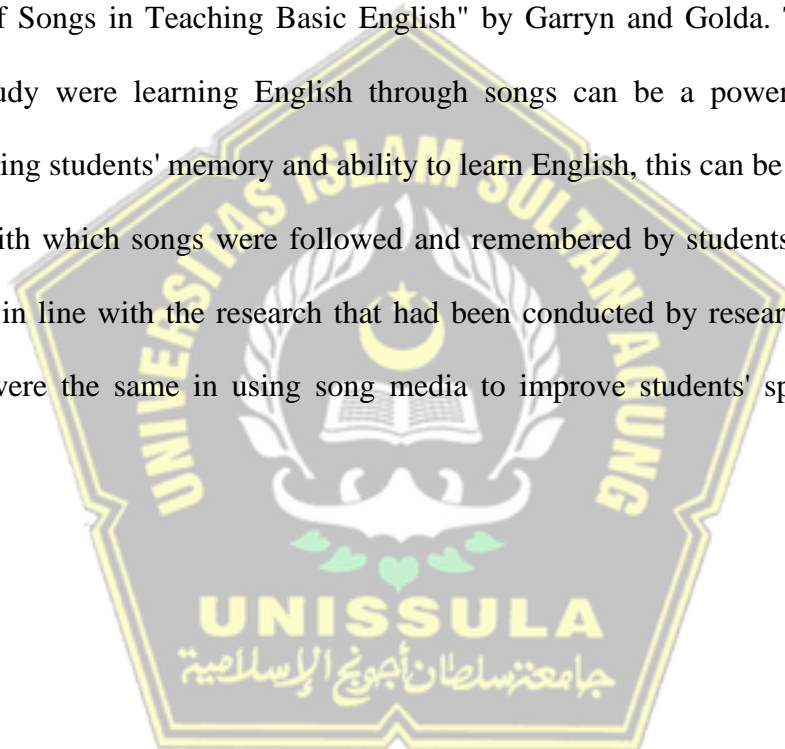 f Songs in Teaching Basic English" by Garryn and Golda.
udy were learning English through songs can be a power
ing students' memory and ability to learn English, this can be
ith which songs were followed and remembered by students
in line with the research that had been conducted by resear
were the same in using song media to improve students' sp
UNIVERSITAS ISLAM SULTAN AGUNG
UNISSULA
جامعة سلطان أجونج الإسلامية